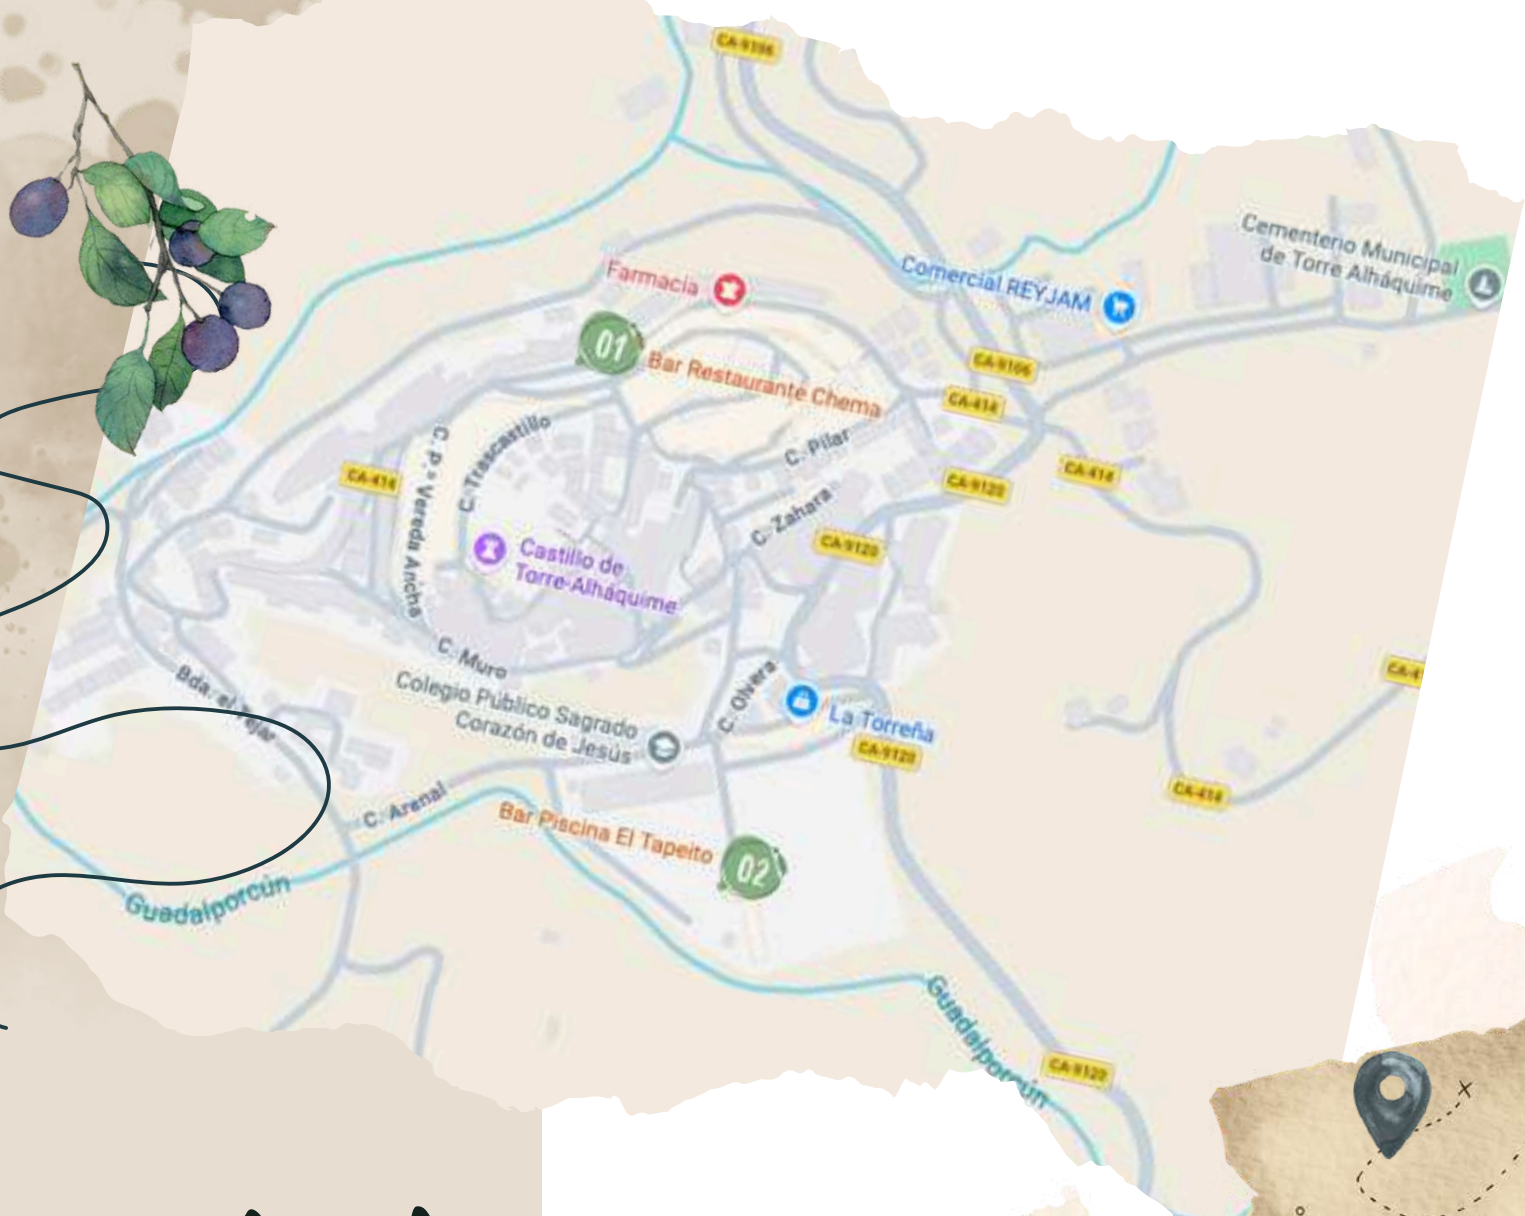 CA-9106
Cementerio Municipal
de Torre Alháquime
Farmacia
Comercial REYJAM
01
Bar Restaurante Chema
CA-9106
CA-414
C. Pilar
C. Trascastillo
C. p.º Vereda Ancha
CA-414
CA-9120
CA-414
C. Zahara
CA-9120
Castillo de
Torre-Alháquime
C. Muro
Colegio Público Sagrado
Corazón de Jesús
C. Olvera
La Torreña
CA-9120
Bda. el Tejar
C. Arenal
CA-414
Bar Piscina El Tapeito
02
Guadalporcún
Guadalporcún
CA-9120